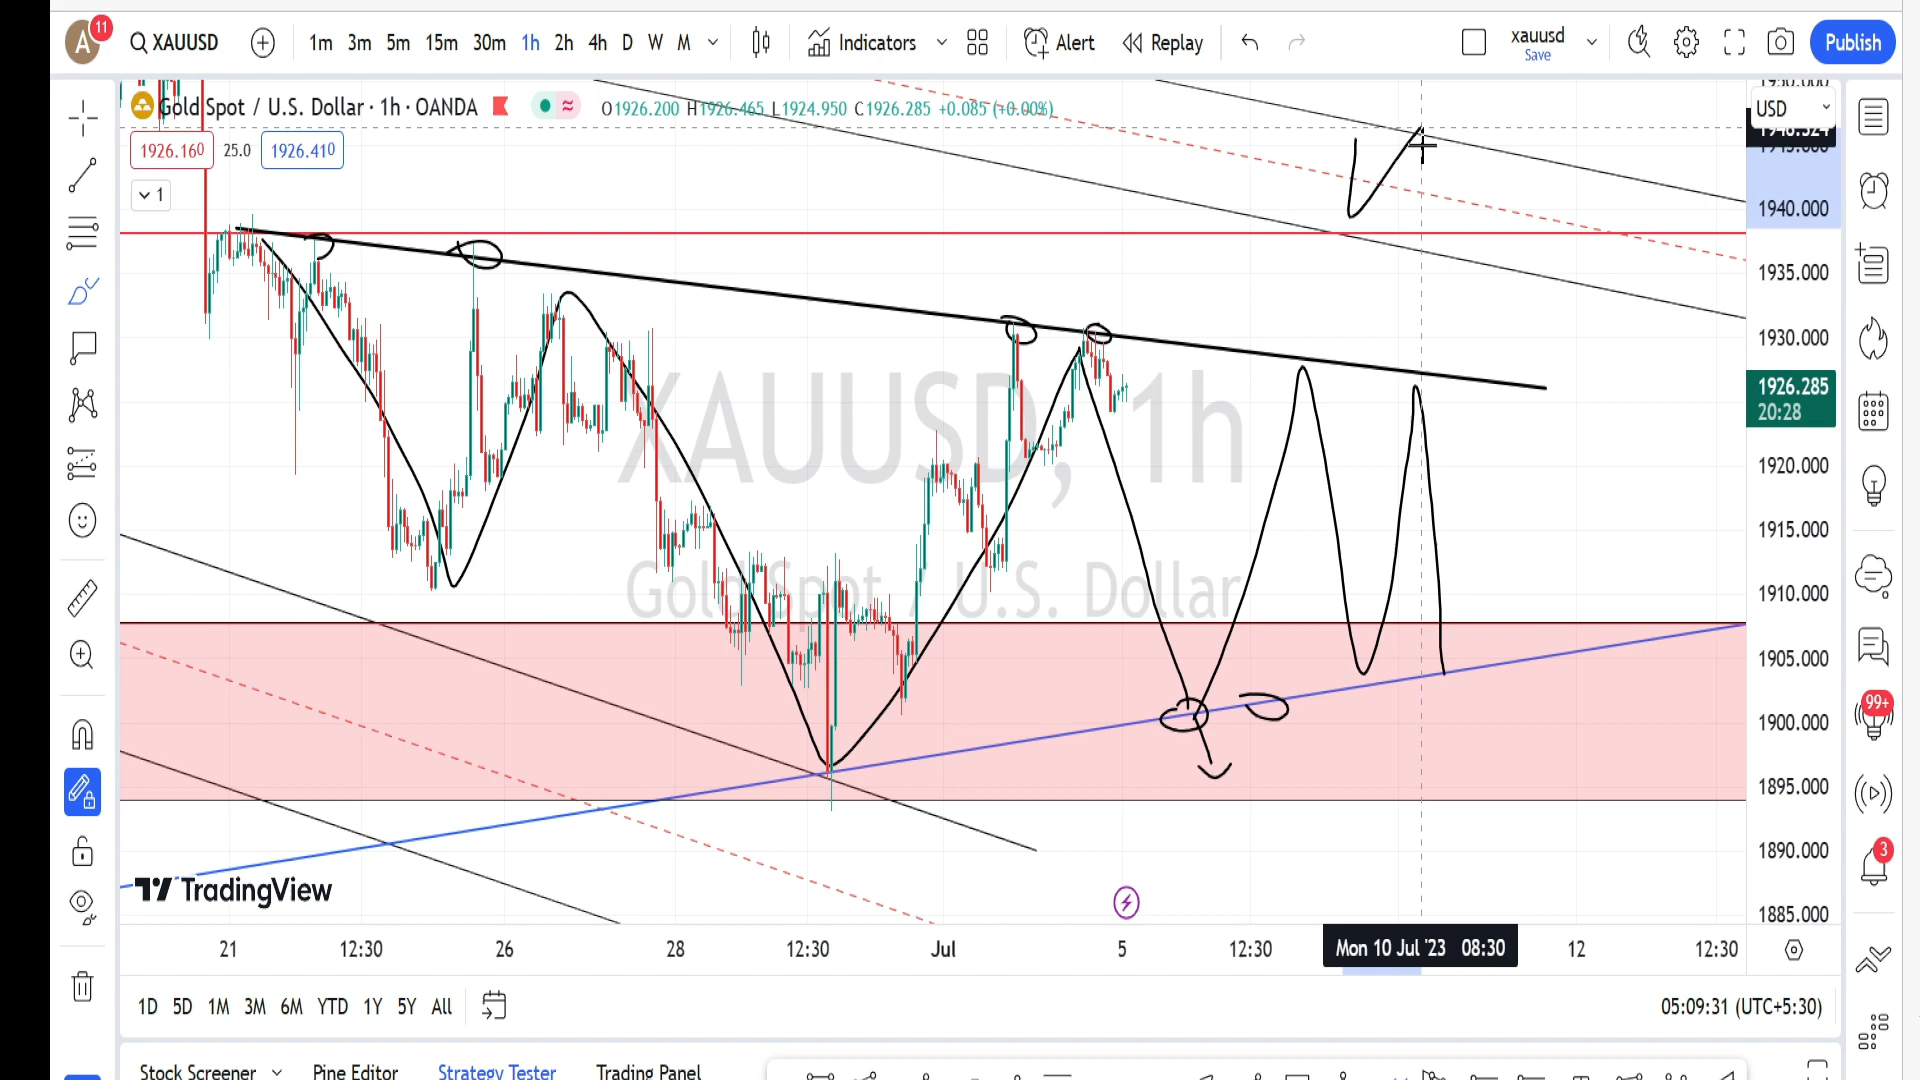 A 11 XAUUSD 1m 3m 5m 15m 30m 1h 2h 4h D W M Indicators Alert Replay xauusd Save Publish
Gold Spot / U.S. Dollar · 1h · OANDA O1926.200 H1926.465 L1924.950 C1926.285 +0.085 (+0.00%)
USD
1926.160 25.0 1926.410
1
1940.000
1935.000
1930.000
1926.285
20:28
1920.000
1915.000
1910.000
1905.000
1900.000
1895.000
1890.000
1885.000
XAUUSD, 1h
Gold Spot / U.S. Dollar
99+
3
TradingView
21 12:30 26 28 12:30 Jul 5 12:30 Mon 10 Jul '23 08:30 12 12:30
1D 5D 1M 3M 6M YTD 1Y 5Y All 05:09:31 (UTC+5:30)
Stock Screener Pine Editor Strategy Tester Trading Panel